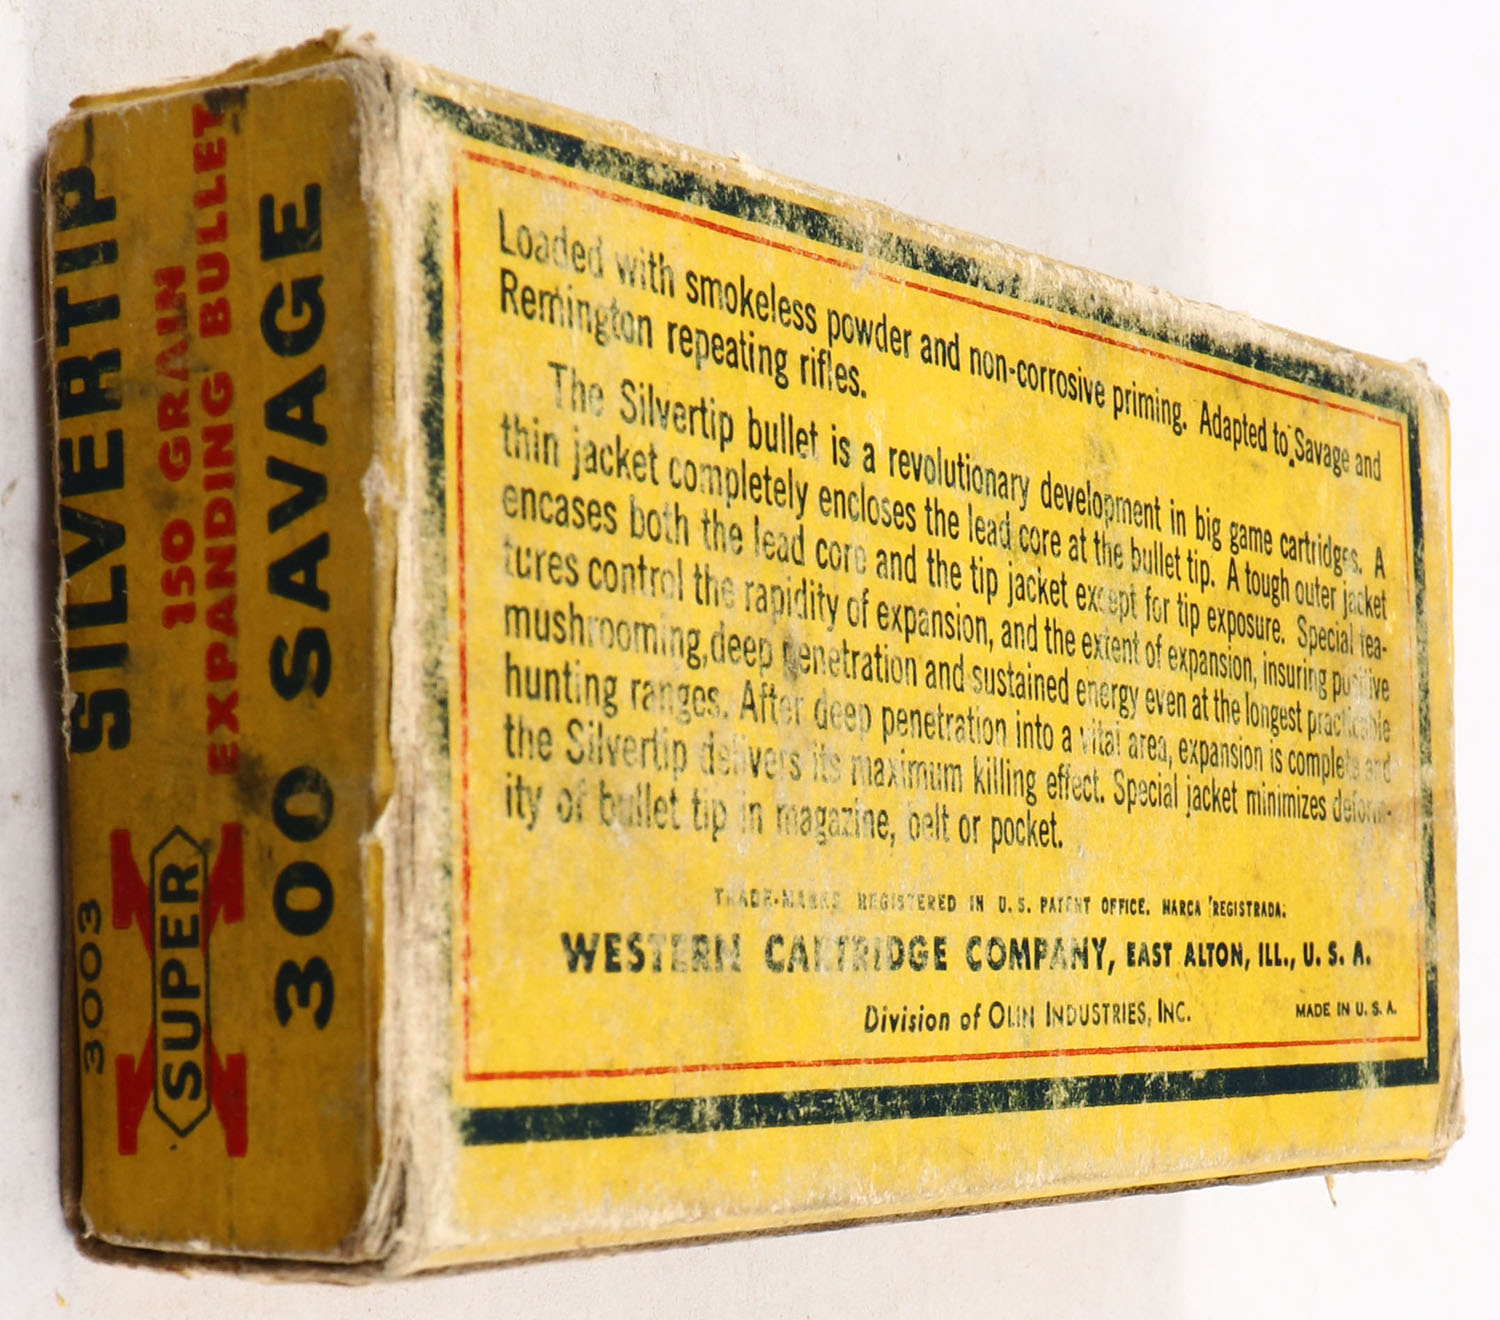 SILVERTIP
150 GRAIN
EXPANDING BULLET
300 SAVAGE
3003
SUPER
X
Loaded with smokeless powder and non-corrosive priming. Adapted to Savage and
Remington repeating rifles.
The Silvertip bullet is a revolutionary development in big game cartridges. A
thin jacket completely encloses the lead core at the bullet tip. A tough outer jacket
encases both the lead core and the tip jacket except for tip exposure. Special fea-
tures control the rapidity of expansion, and the extent of expansion, insuring positive
mushrooming, deep penetration and sustained energy even at the longest practicable
hunting ranges. After deep penetration into a vital area, expansion is complete and
the Silvertip delivers its maximum killing effect. Special jacket minimizes deform-
ity of bullet tip in magazine, belt or pocket.
TRADE-MARKS REGISTERED IN U. S. PATENT OFFICE. MARCA REGISTRADA.
WESTERN CARTRIDGE COMPANY, EAST ALTON, ILL., U. S. A.
Division of OLIN INDUSTRIES, INC.
MADE IN U. S. A.